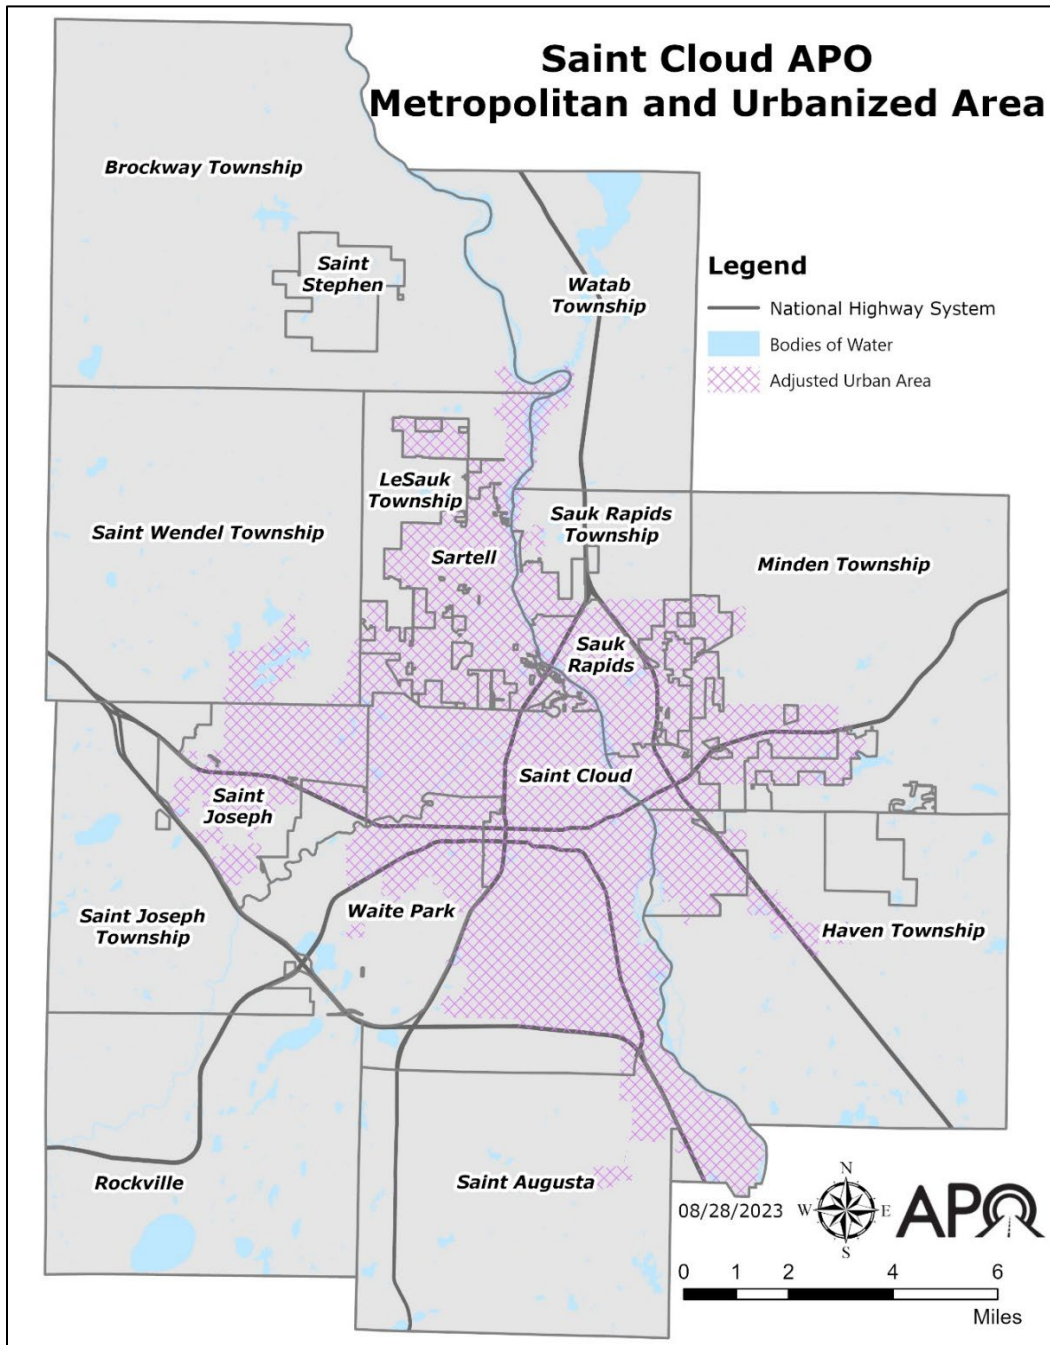 Saint Cloud APO
Metropolitan and Urbanized Area
Brockway Township
Saint
Stephen
Watab
Township
Legend
National Highway System
Bodies of Water
Adjusted Urban Area
LeSauk
Township
Saint Wendel Township
Sartell
Sauk Rapids
Township
Minden Township
Sauk
Rapids
Saint Cloud
Saint
Joseph
Saint Joseph
Township
Waite Park
Haven Township
Rockville
Saint Augusta
08/28/2023
N
W
E
S
APO
0 1 2 4 6
Miles